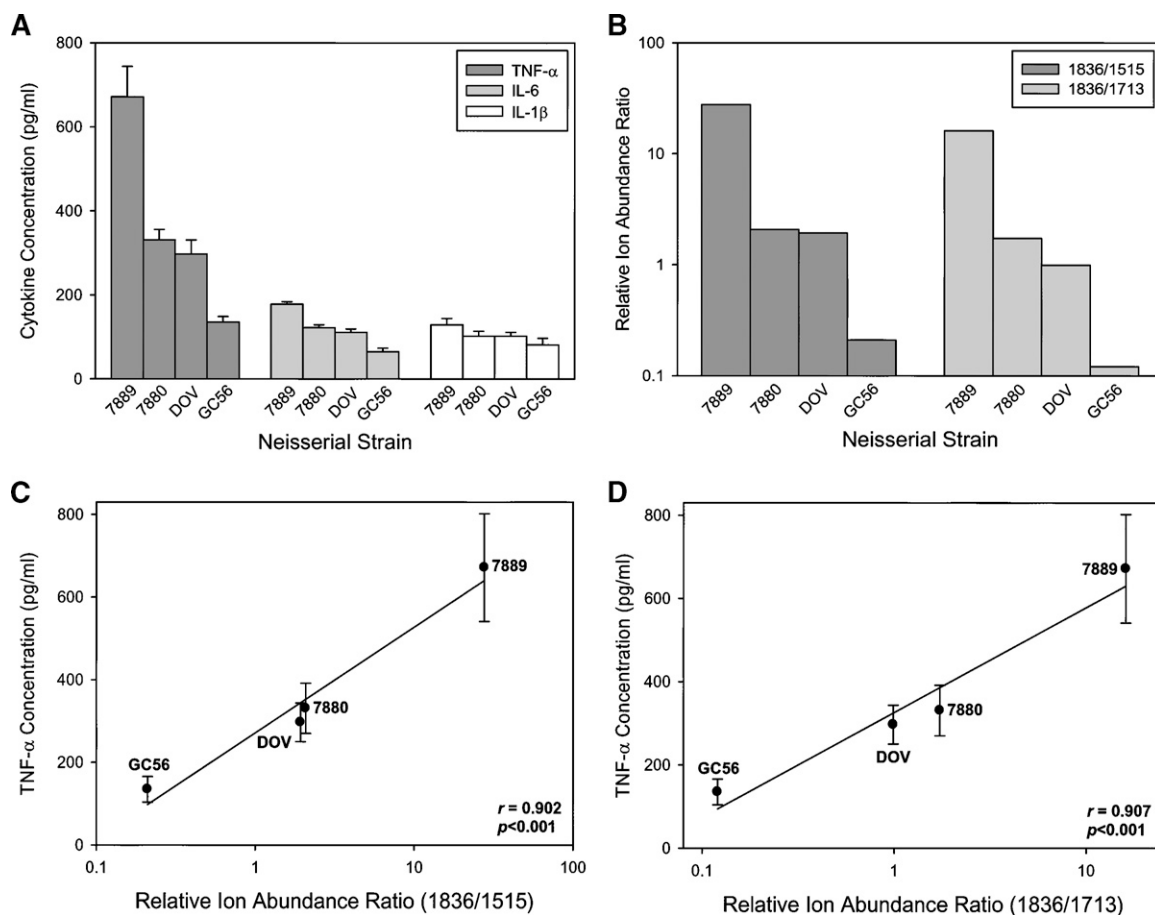 A
800
600
400
200
0
Cytokine Concentration (pg/ml)
TNF-α
IL-6
IL-1β
7889 7880 DOV GC56 7889 7880 DOV GC56 7889 7880 DOV GC56
Neisserial Strain
B
100
10
1
0.1
Relative Ion Abundance Ratio
1836/1515
1836/1713
7889 7880 DOV GC56 7889 7880 DOV GC56
Neisserial Strain
C
800
600
400
200
0
TNF-α Concentration (pg/ml)
7889
7880
DOV
GC56
r = 0.902
p<0.001
0.1 1 10 100
Relative Ion Abundance Ratio (1836/1515)
D
800
600
400
200
0
TNF-α Concentration (pg/ml)
7889
7880
DOV
GC56
r = 0.907
p<0.001
0.1 1 10
Relative Ion Abundance Ratio (1836/1713)